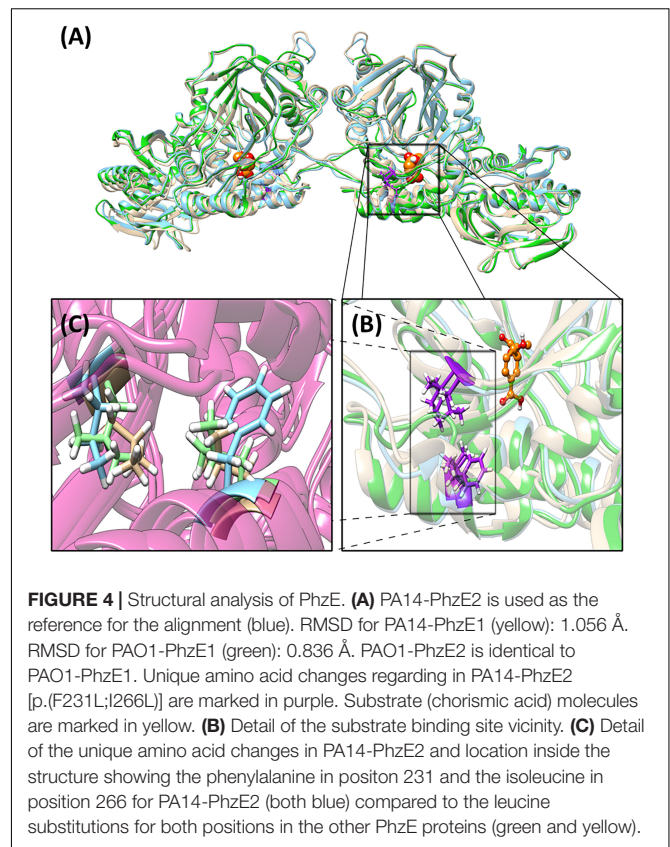 (A)
(C)
(B)
FIGURE 4 | Structural analysis of PhzE. (A) PA14-PhzE2 is used as the
reference for the alignment (blue). RMSD for PA14-PhzE1 (yellow): 1.056 Å.
RMSD for PAO1-PhzE1 (green): 0.836 Å. PAO1-PhzE2 is identical to
PAO1-PhzE1. Unique amino acid changes regarding in PA14-PhzE2
[p.(F231L;I266L)] are marked in purple. Substrate (chorismic acid) molecules
are marked in yellow. (B) Detail of the substrate binding site vicinity. (C) Detail
of the unique amino acid changes in PA14-PhzE2 and location inside the
structure showing the phenylalanine in positon 231 and the isoleucine in
position 266 for PA14-PhzE2 (both blue) compared to the leucine
substitutions for both positions in the other PhzE proteins (green and yellow).